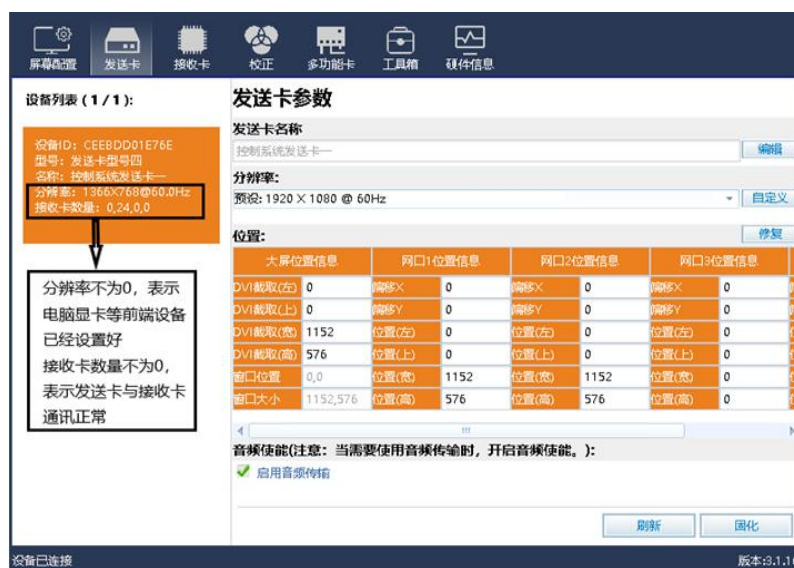 屏幕配置 发送卡 接收卡 校正 多功能卡 工具箱 硬件信息
设备列表 (1/1):
设备ID: CEEBDD01E76E
型号: 发送卡型号四
名称: 控制系统发送卡一
分辨率: 1366X768@60.0Hz
接收卡数量: 0,24,0,0
分辨率不为0，表示
电脑显卡等前端设备
已经设置好
接收卡数量不为0，
表示发送卡与接收卡
通讯正常
发送卡参数
发送卡名称
控制系统发送卡一 编辑
分辨率:
预设: 1920 X 1080 @ 60Hz 自定义
位置: 修复
大屏位置信息 网口1位置信息 网口2位置信息 网口3位置信息
DVI截取(左) 0 偏移X 0 偏移X 0 偏移X 0
DVI截取(上) 0 偏移Y 0 偏移Y 0 偏移Y 0
DVI截取(宽) 1152 位置(左) 0 位置(左) 0 位置(左) 0
DVI截取(高) 576 位置(上) 0 位置(上) 0 位置(上) 0
窗口位置 0,0 位置(宽) 1152 位置(宽) 1152 位置(宽) 0
窗口大小 1152,576 位置(高) 576 位置(高) 576 位置(高) 0
音频使能(注意: 当需要使用音频传输时, 开启音频使能。):
启用音频传输
刷新 固化
设备已连接 版本:3.1.1